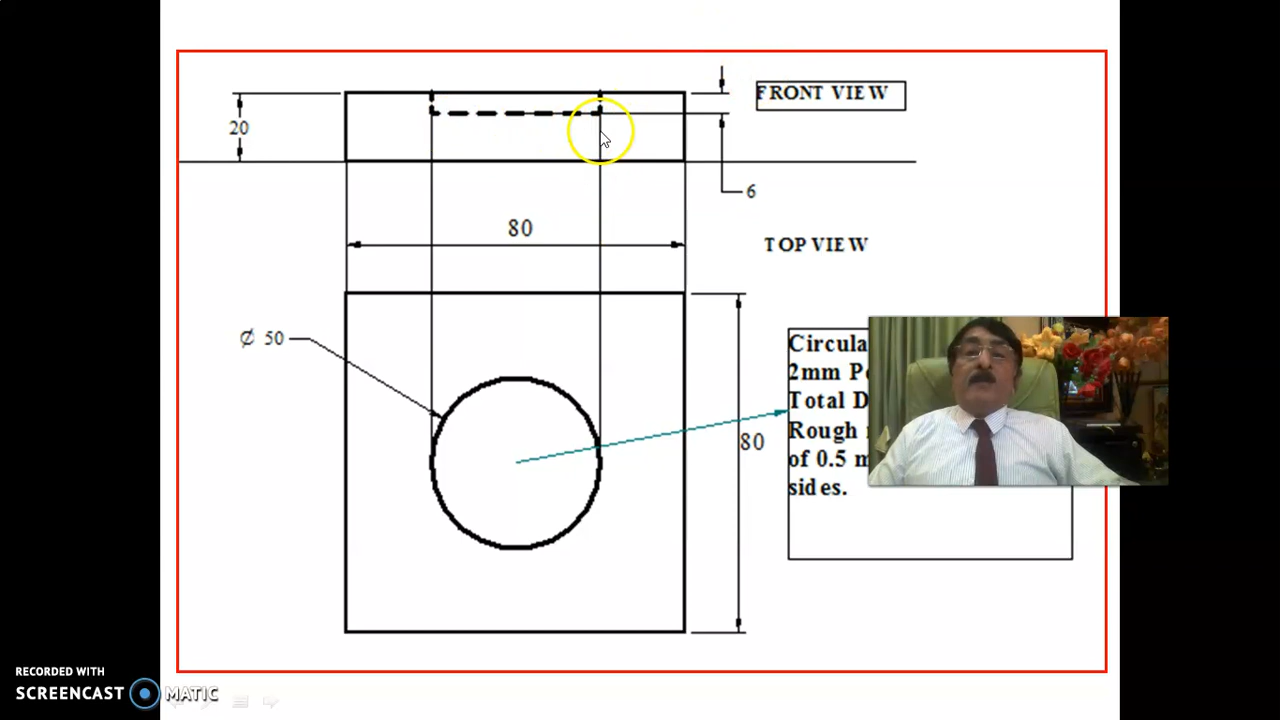 FRONT VIEW
20
6
80
TOP VIEW
Ø 50
80
2mm
Total
Rough
of 0.5
sides.
RECORDED WITH
SCREENCAST MATIC